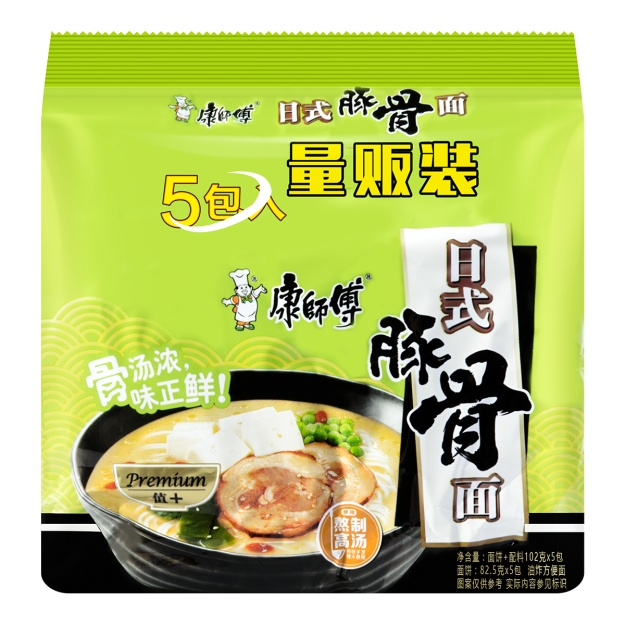 康師傅® 日式豚骨面
5包入 量販装
康師傅®
日式豚骨面
骨汤浓,
味正鲜!
Premium
值+
熬制
高汤
净含量:面饼+配料102克x5包
面饼:82.5克x5包 油炸方便面
图案仅供参考 实际内容参见标识